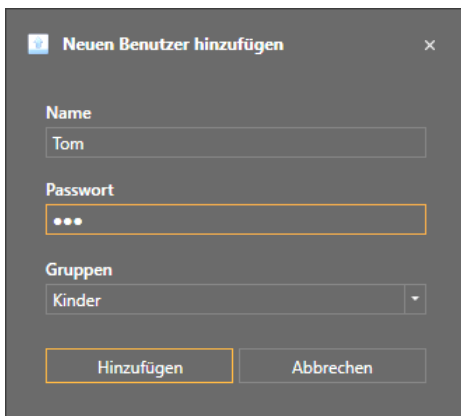 Neuen Benutzer hinzufügen
Name
Tom
Passwort
●●●
Gruppen
Kinder
Hinzufügen
Abbrechen